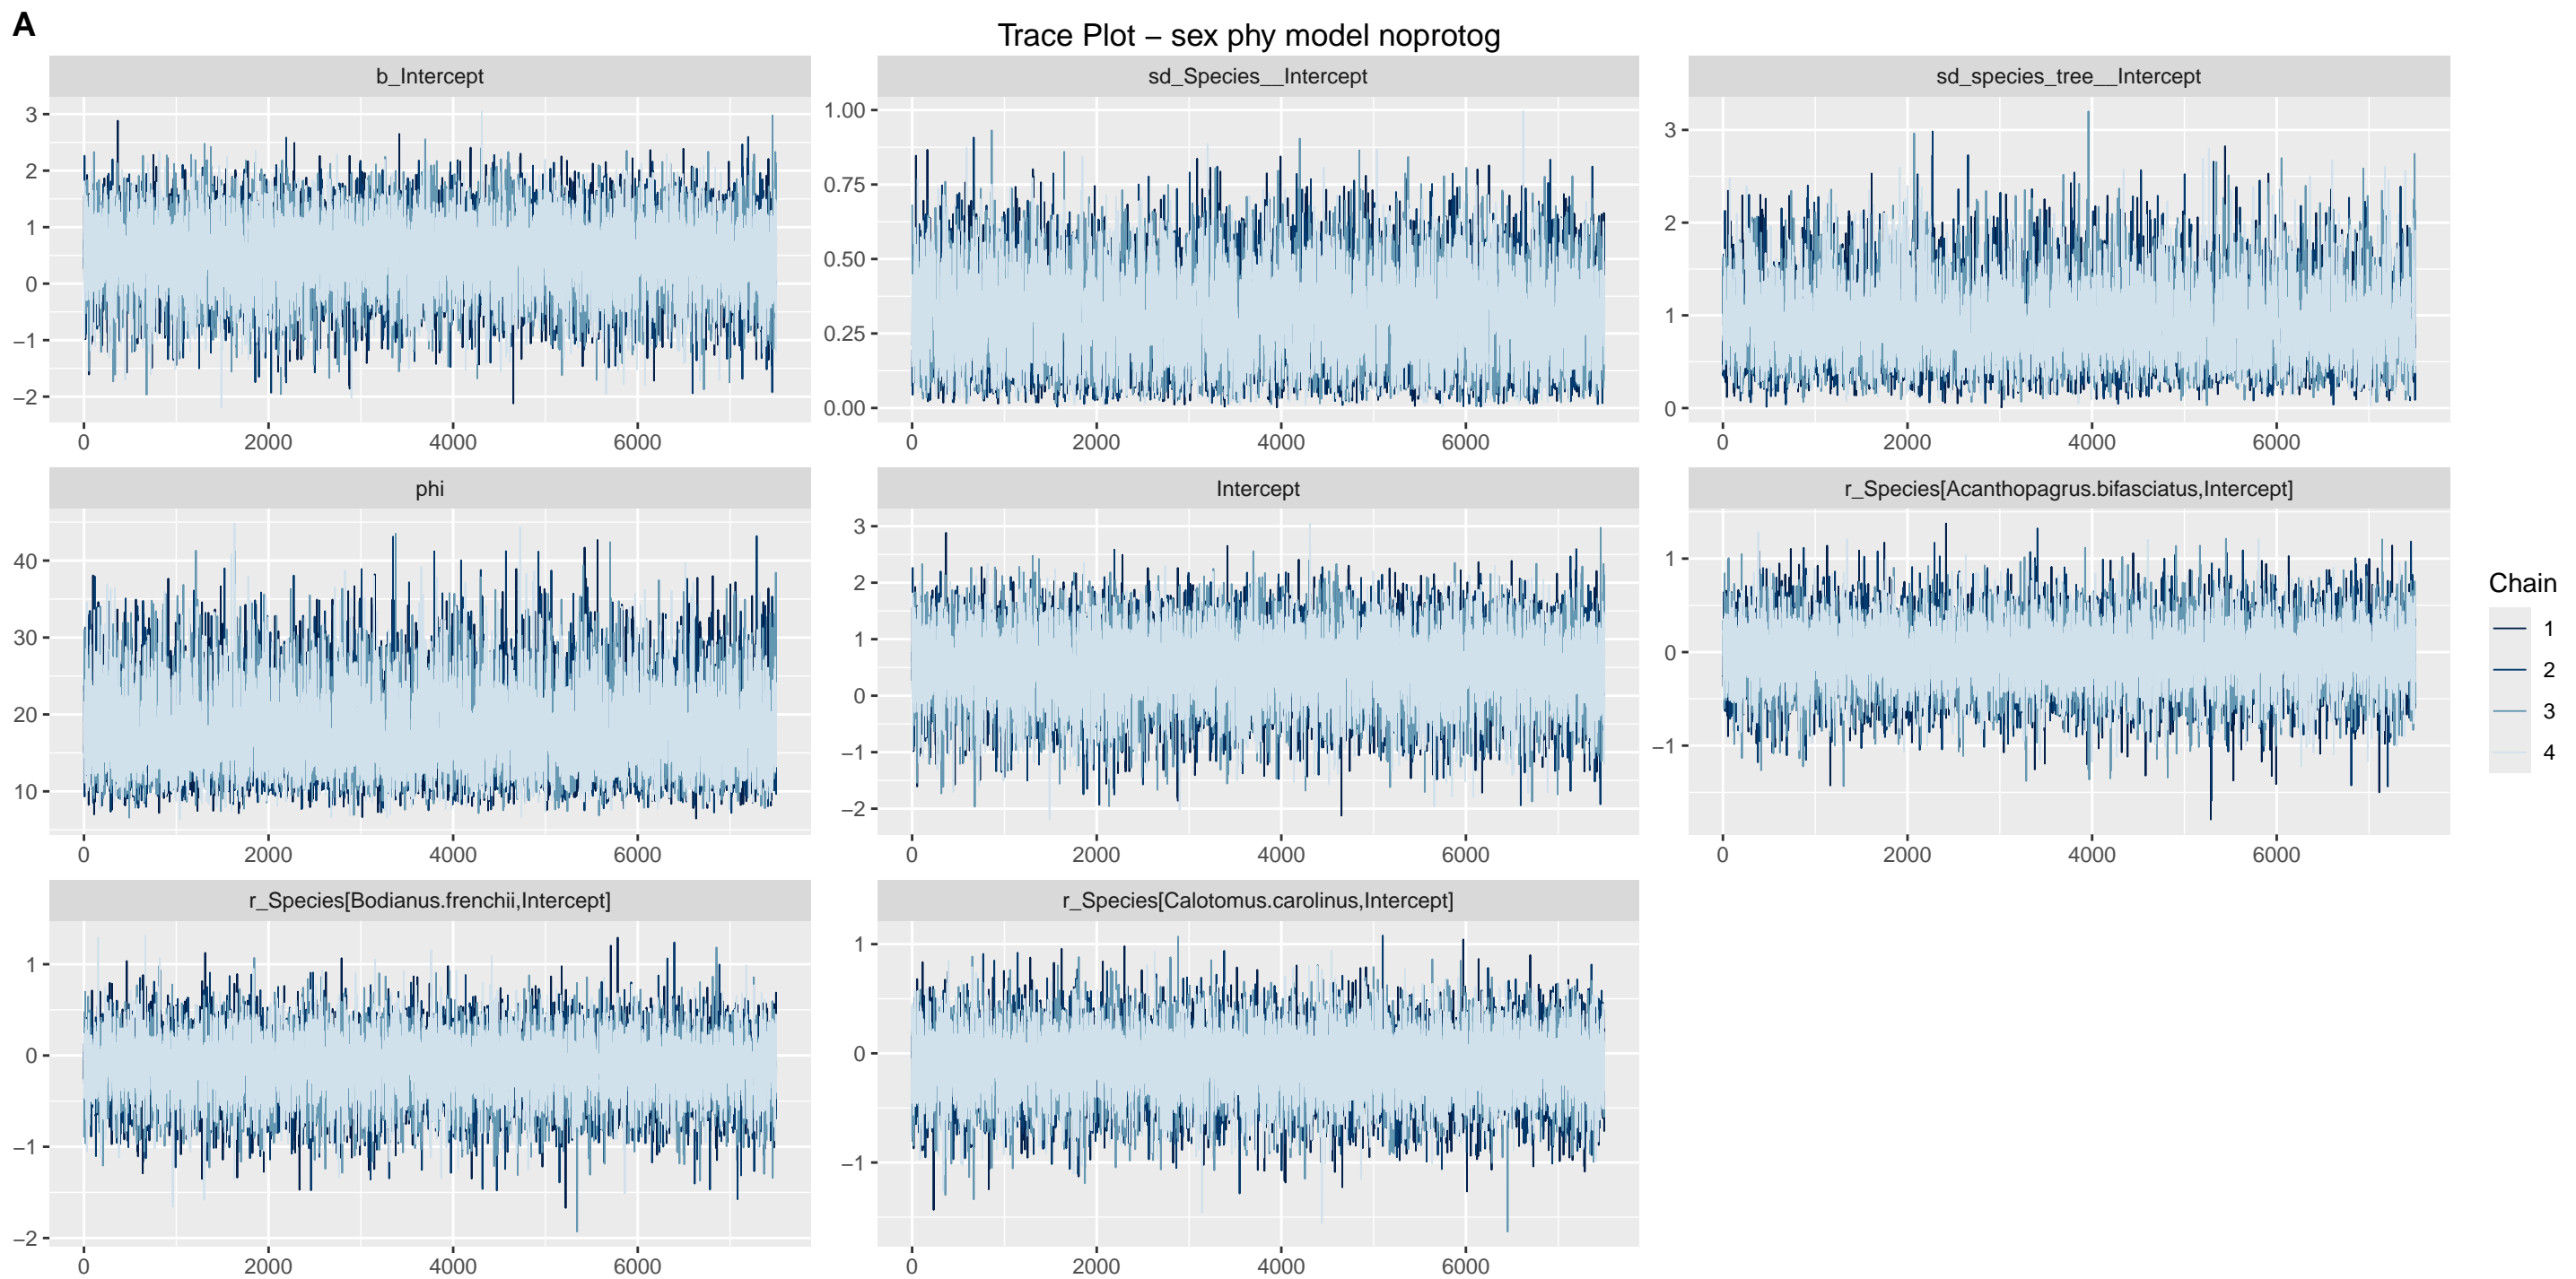 A
Trace Plot – sex phy model noprotog
b_Intercept
sd_Species__Intercept
sd_species_tree__Intercept
3
2
1
0
−1
−2
0 2000 4000 6000
1.00
0.75
0.50
0.25
0.00
0 2000 4000 6000
3
2
1
0
0 2000 4000 6000
phi
Intercept
r_Species[Acanthopagrus.bifasciatus,Intercept]
40
30
20
10
0 2000 4000 6000
3
2
1
0
−1
−2
0 2000 4000 6000
1
0
−1
0 2000 4000 6000
r_Species[Bodianus.frenchii,Intercept]
r_Species[Calotomus.carolinus,Intercept]
1
0
−1
−2
0 2000 4000 6000
1
0
−1
0 2000 4000 6000
Chain
1
2
3
4